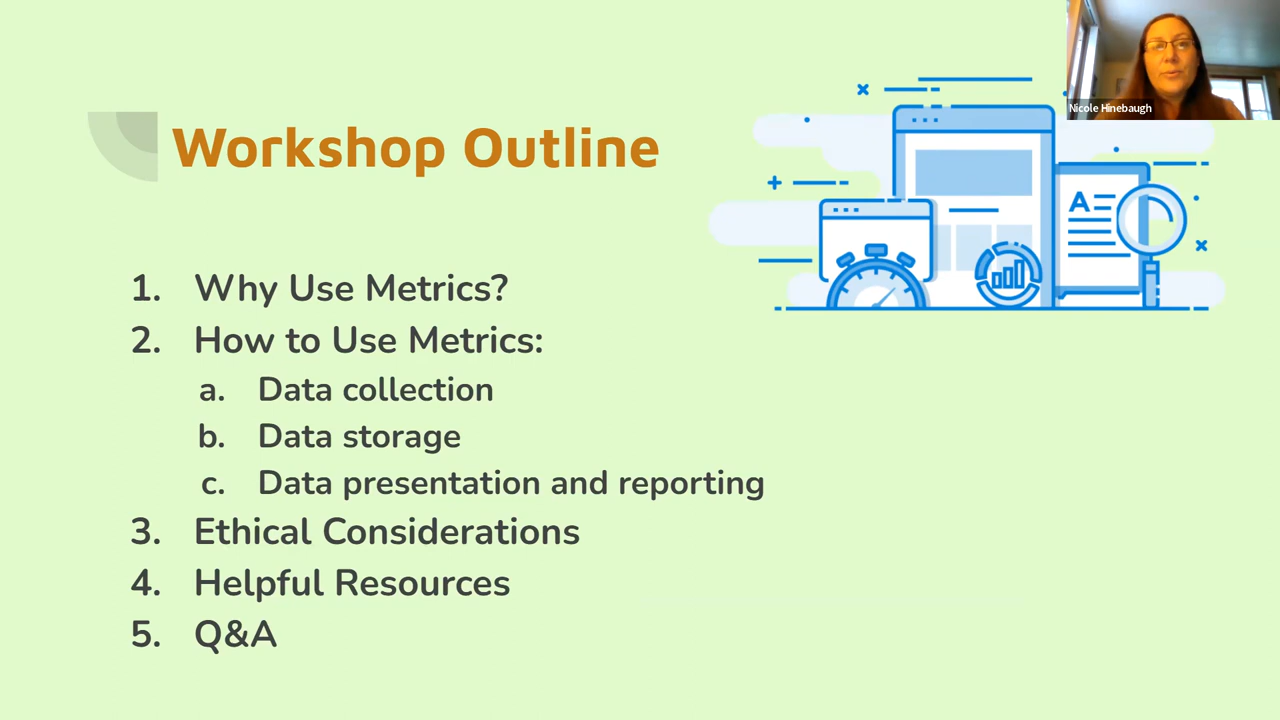 Nicole Hinebaugh
Workshop Outline
A
1. Why Use Metrics?
2. How to Use Metrics:
a. Data collection
b. Data storage
c. Data presentation and reporting
3. Ethical Considerations
4. Helpful Resources
5. Q&A